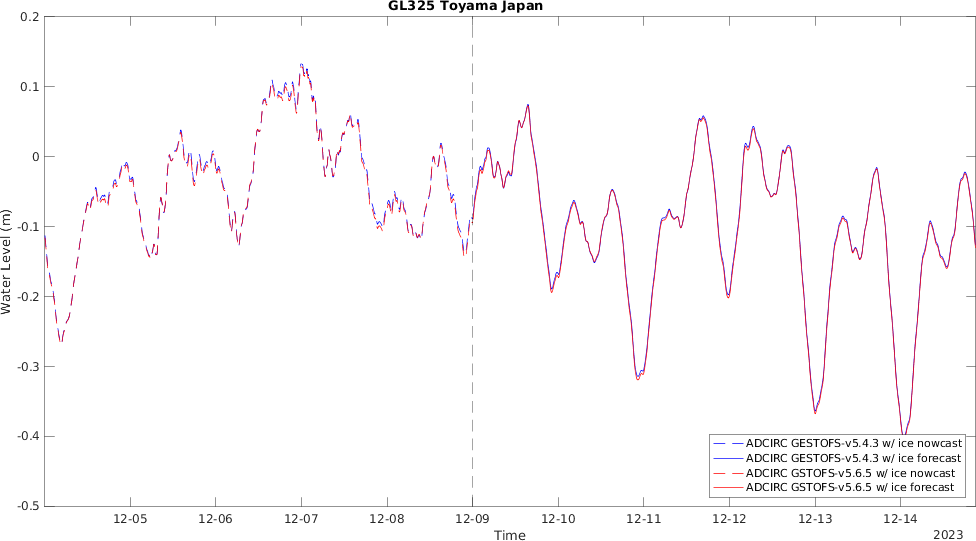 GL325 Toyama Japan
0.2
0.1
0
-0.1
-0.2
-0.3
-0.4
-0.5
Water Level (m)
ADCIRC GESTOFS-v5.4.3 w/ ice nowcast
ADCIRC GESTOFS-v5.4.3 w/ ice forecast
ADCIRC GSTOFS-v5.6.5 w/ ice nowcast
ADCIRC GSTOFS-v5.6.5 w/ ice forecast
12-05 12-06 12-07 12-08 12-09 12-10 12-11 12-12 12-13 12-14
Time
2023